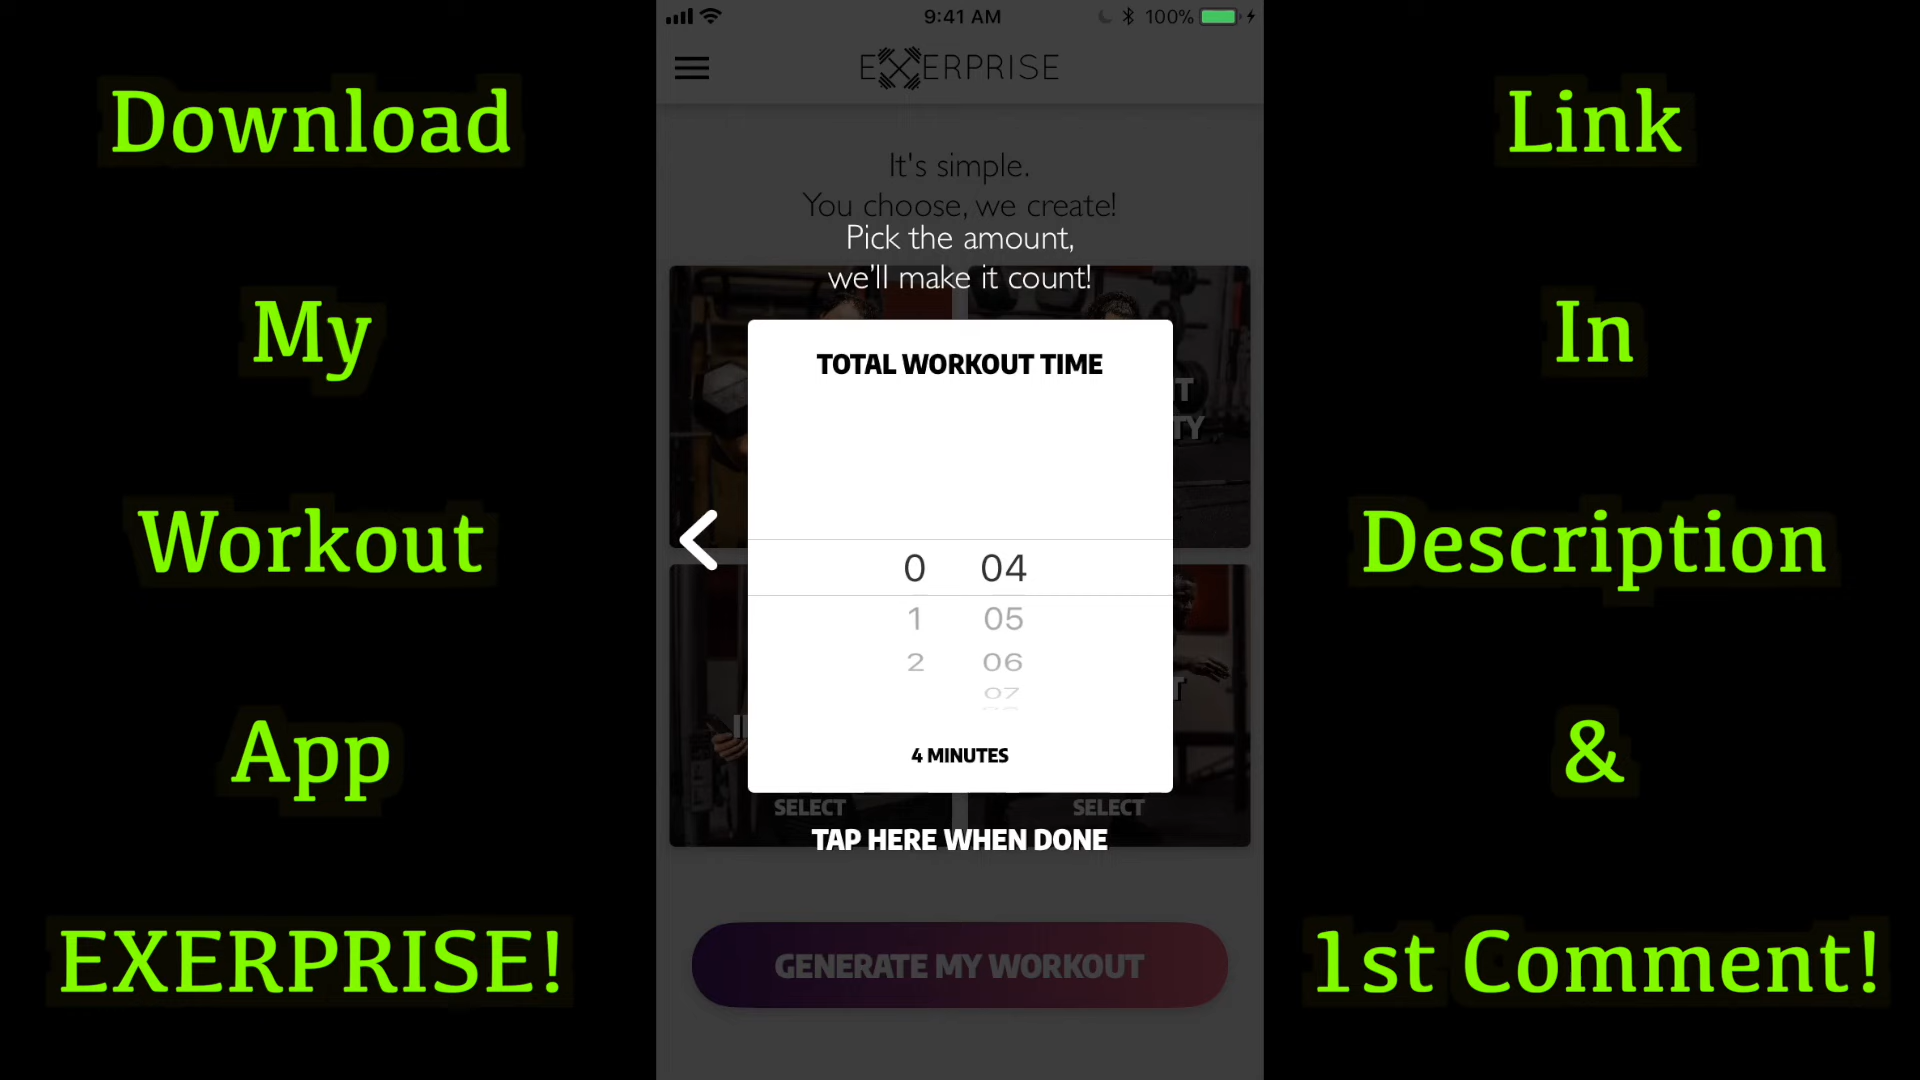 Download
My
Workout
App
EXERPRISE!
9:41 AM
100%
EXERPRISE
It's simple.
You choose, we create!
Pick the amount,
we'll make it count!
TOTAL WORKOUT TIME
0 04
1 05
2 06
07
4 MINUTES
SELECT SELECT
TAP HERE WHEN DONE
GENERATE MY WORKOUT
Link
In
Description
&
1st Comment!